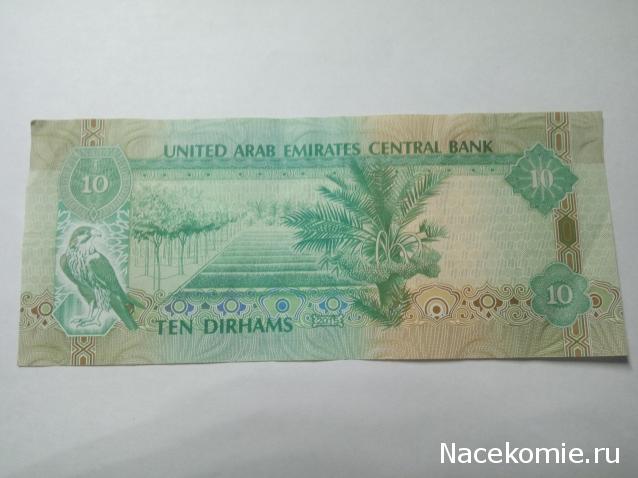 UNITED ARAB EMIRATES CENTRAL BANK
10
10
10
TEN DIRHAMS
Nacekomie.ru